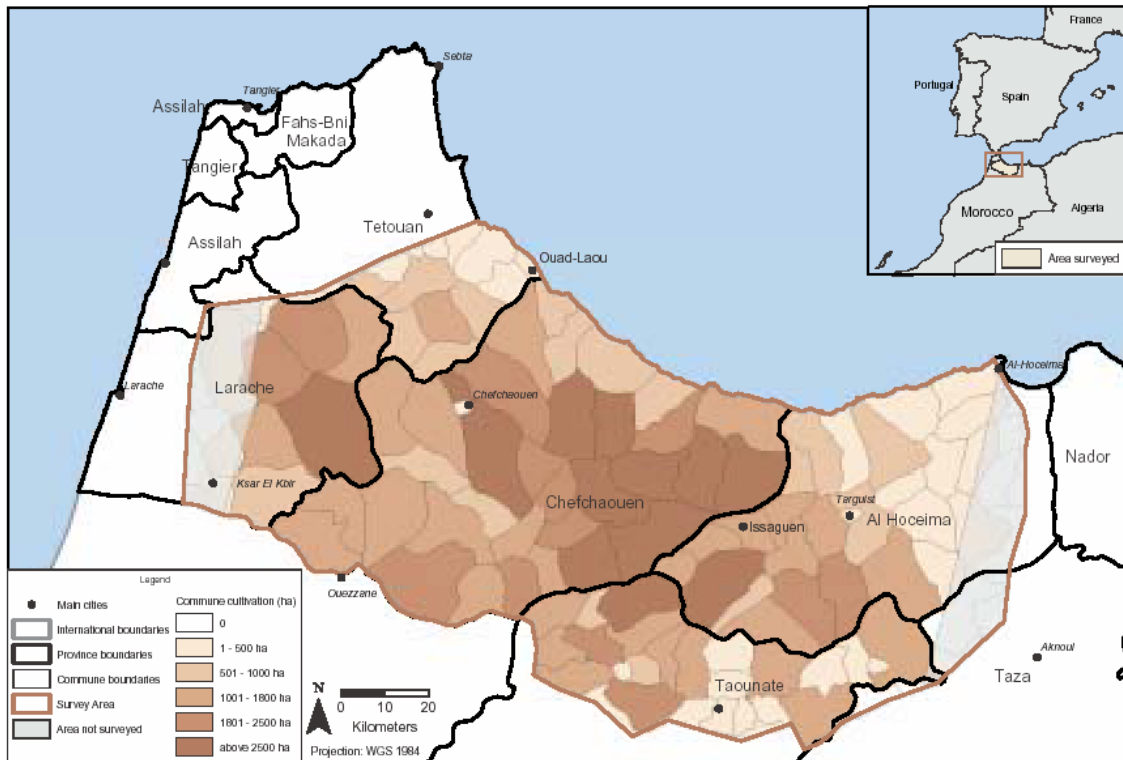 France
Portugal
Spain
Morocco
Algeria
Area surveyed
Sebta
Tangier
Assilah
Fahs-Bni
Makada
Tangier
Tetouan
Assilah
Ouad-Laou
Larache
Larache
Al-Hoceima
Chefchaouen
Nador
Ksar El Kbir
Chefchaouen
Targuist
Al Hoceima
Issaguen
Ouezzane
Aknoul
Taza
Taounate
Legend
Main cities
International boundaries
Province boundaries
Commune boundaries
Survey Area
Area not surveyed
Commune cultivation (ha)
0
1 - 500 ha
501 - 1000 ha
1001 - 1800 ha
1801 - 2500 ha
above 2500 ha
N
0 10 20
Kilometers
Projection: WGS 1984